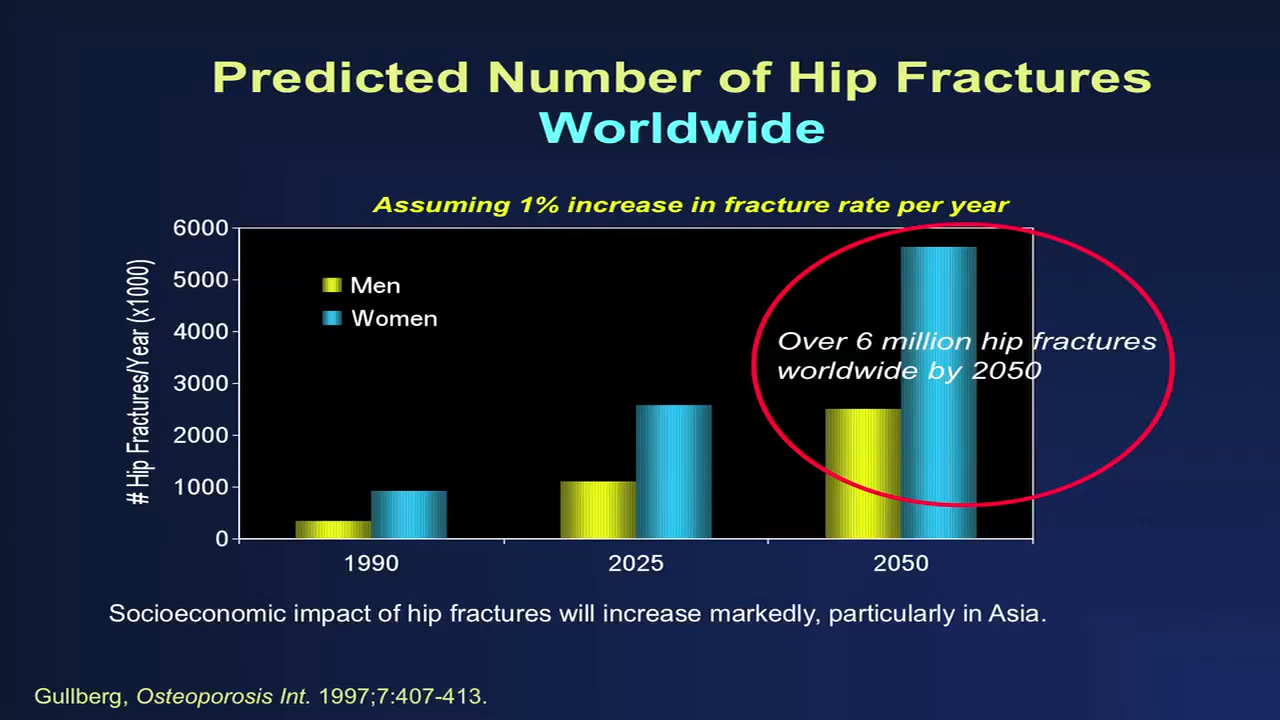 Predicted Number of Hip Fractures
Worldwide
Assuming 1% increase in fracture rate per year
# Hip Fractures/Year (x1000)
6000
5000
4000
3000
2000
1000
0
Men
Women
Over 6 million hip fractures
worldwide by 2050
1990
2025
2050
Socioeconomic impact of hip fractures will increase markedly, particularly in Asia.
Gullberg, Osteoporosis Int. 1997;7:407-413.